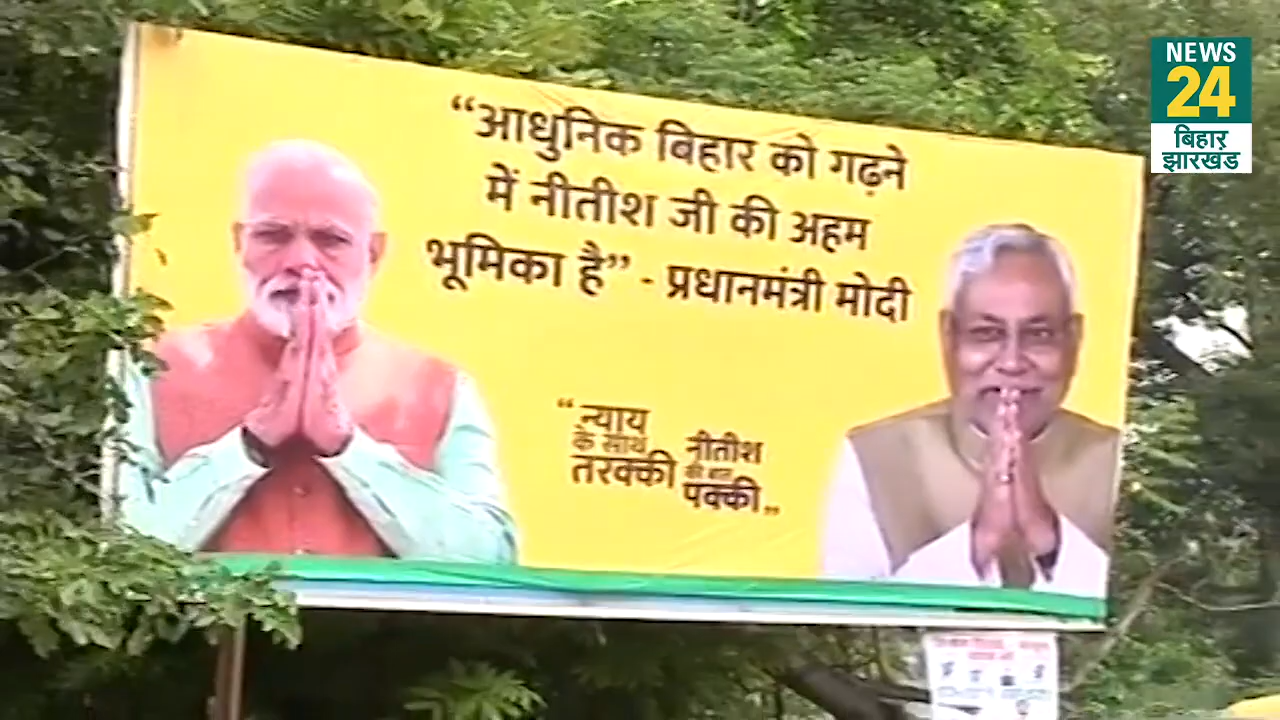 “आधुनिक बिहार को गढ़ने
में नीतीश जी की अहम
भूमिका है” - प्रधानमंत्री मोदी
“न्याय
के साथ
तरक्की
नीतीश
की बात
पक्की„
NEWS
24
बिहार
झारखंड